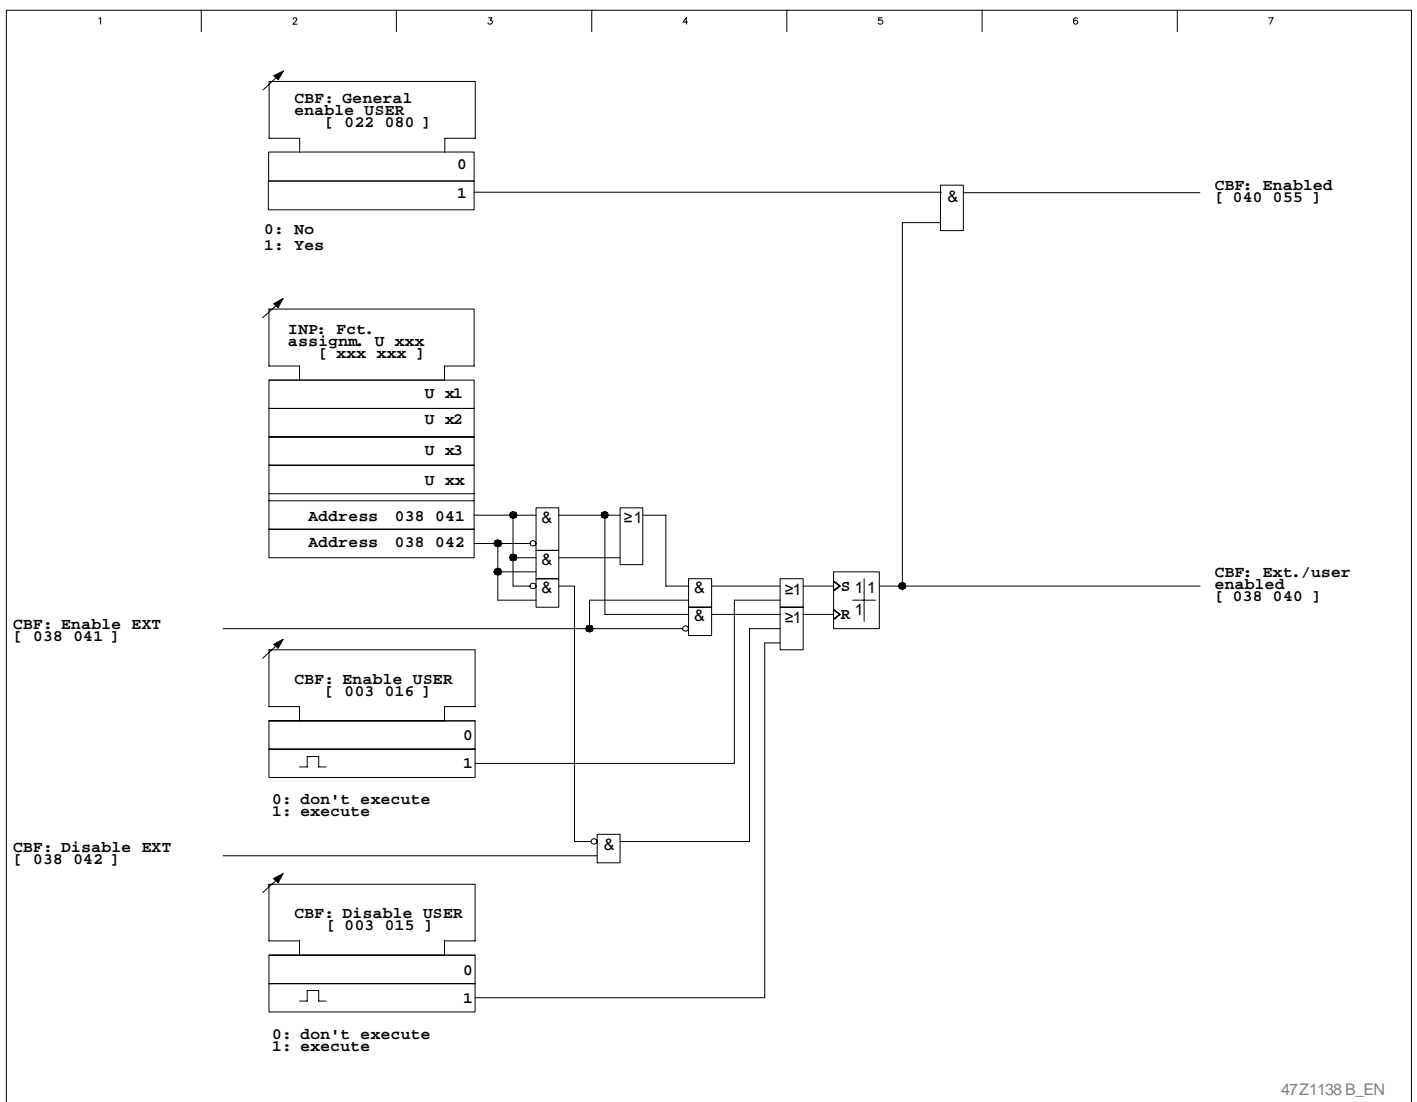 1 2 3 4 5 6 7
CBF: General
enable USER
[ 022 080 ]
0
1
0: No
1: Yes
&
CBF: Enabled
[ 040 055 ]
INP: Fct.
assignm. U xxx
[ xxx xxx ]
U x1
U x2
U x3
U xx
Address 038 041
Address 038 042
&
&
&
≥1
&
&
≥1
≥1
S 1 1
R 1
CBF: Ext./user
enabled
[ 038 040 ]
CBF: Enable EXT
[ 038 041 ]
CBF: Enable USER
[ 003 016 ]
0
1
0: don't execute
1: execute
CBF: Disable EXT
[ 038 042 ]
&
CBF: Disable USER
[ 003 015 ]
0
1
0: don't execute
1: execute
47Z1138 B_EN